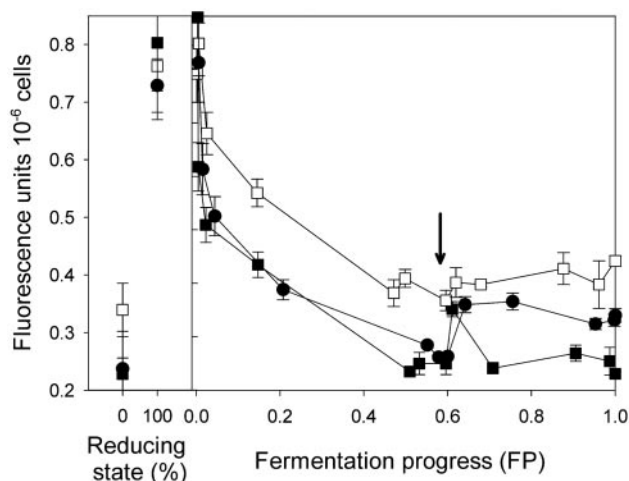 Fluorescence units 10⁻⁶ cells
0.8
0.7
0.6
0.5
0.4
0.3
0.2
0 100 0.0 0.2 0.4 0.6 0.8 1.0
Reducing
state (%)
Fermentation progress (FP)